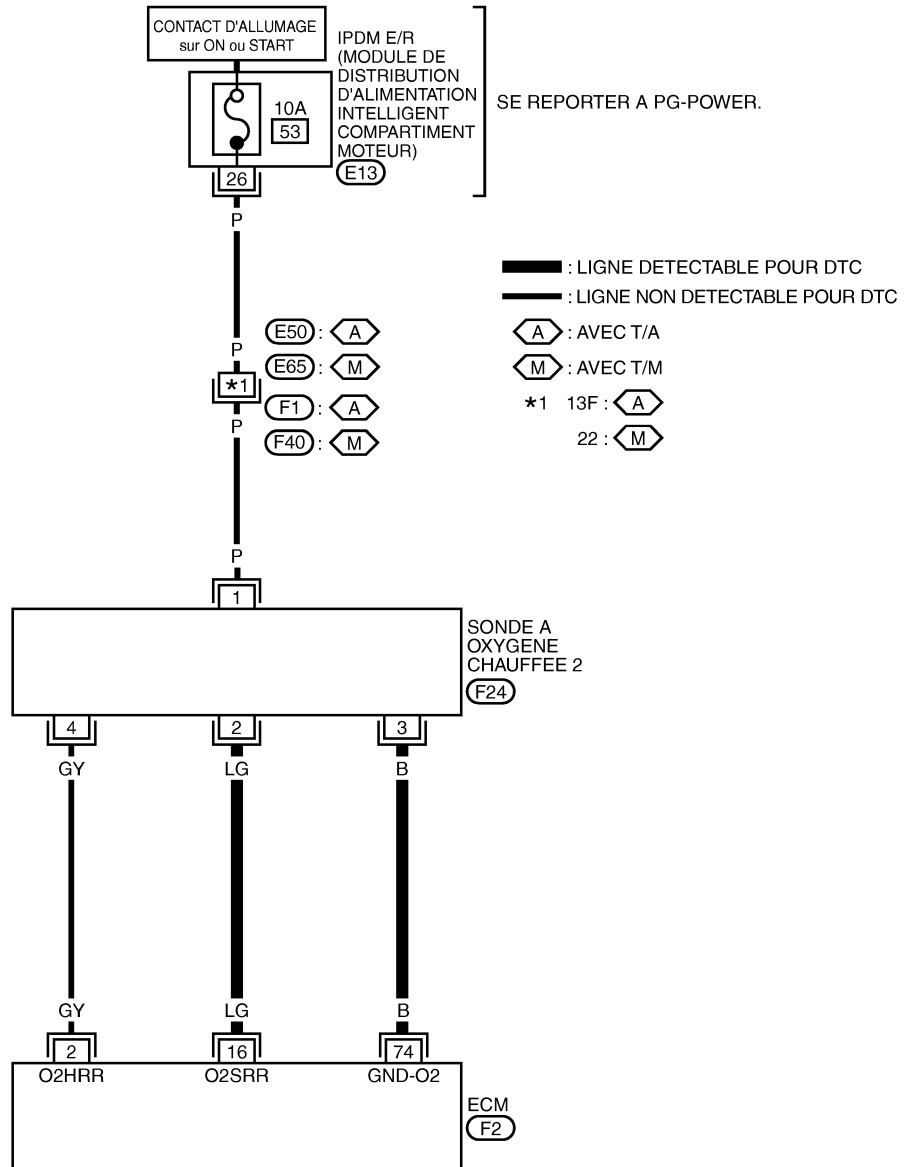 CONTACT D'ALLUMAGE
sur ON ou START
IPDM E/R
(MODULE DE
DISTRIBUTION
D'ALIMENTATION
INTELLIGENT
COMPARTIMENT
MOTEUR)
E13
10A
53
SE REPORTER A PG-POWER.
26
P
P
*1
P
P
E50 : A
E65 : M
F1 : A
F40 : M
: LIGNE DETECTABLE POUR DTC
: LIGNE NON DETECTABLE POUR DTC
A : AVEC T/A
M : AVEC T/M
*1 13F : A
22 : M
1
SONDE A
OXYGENE
CHAUFFEE 2
F24
4 2 3
GY LG B
GY LG B
2 16 74
O2HRR O2SRR GND-O2
ECM
F2